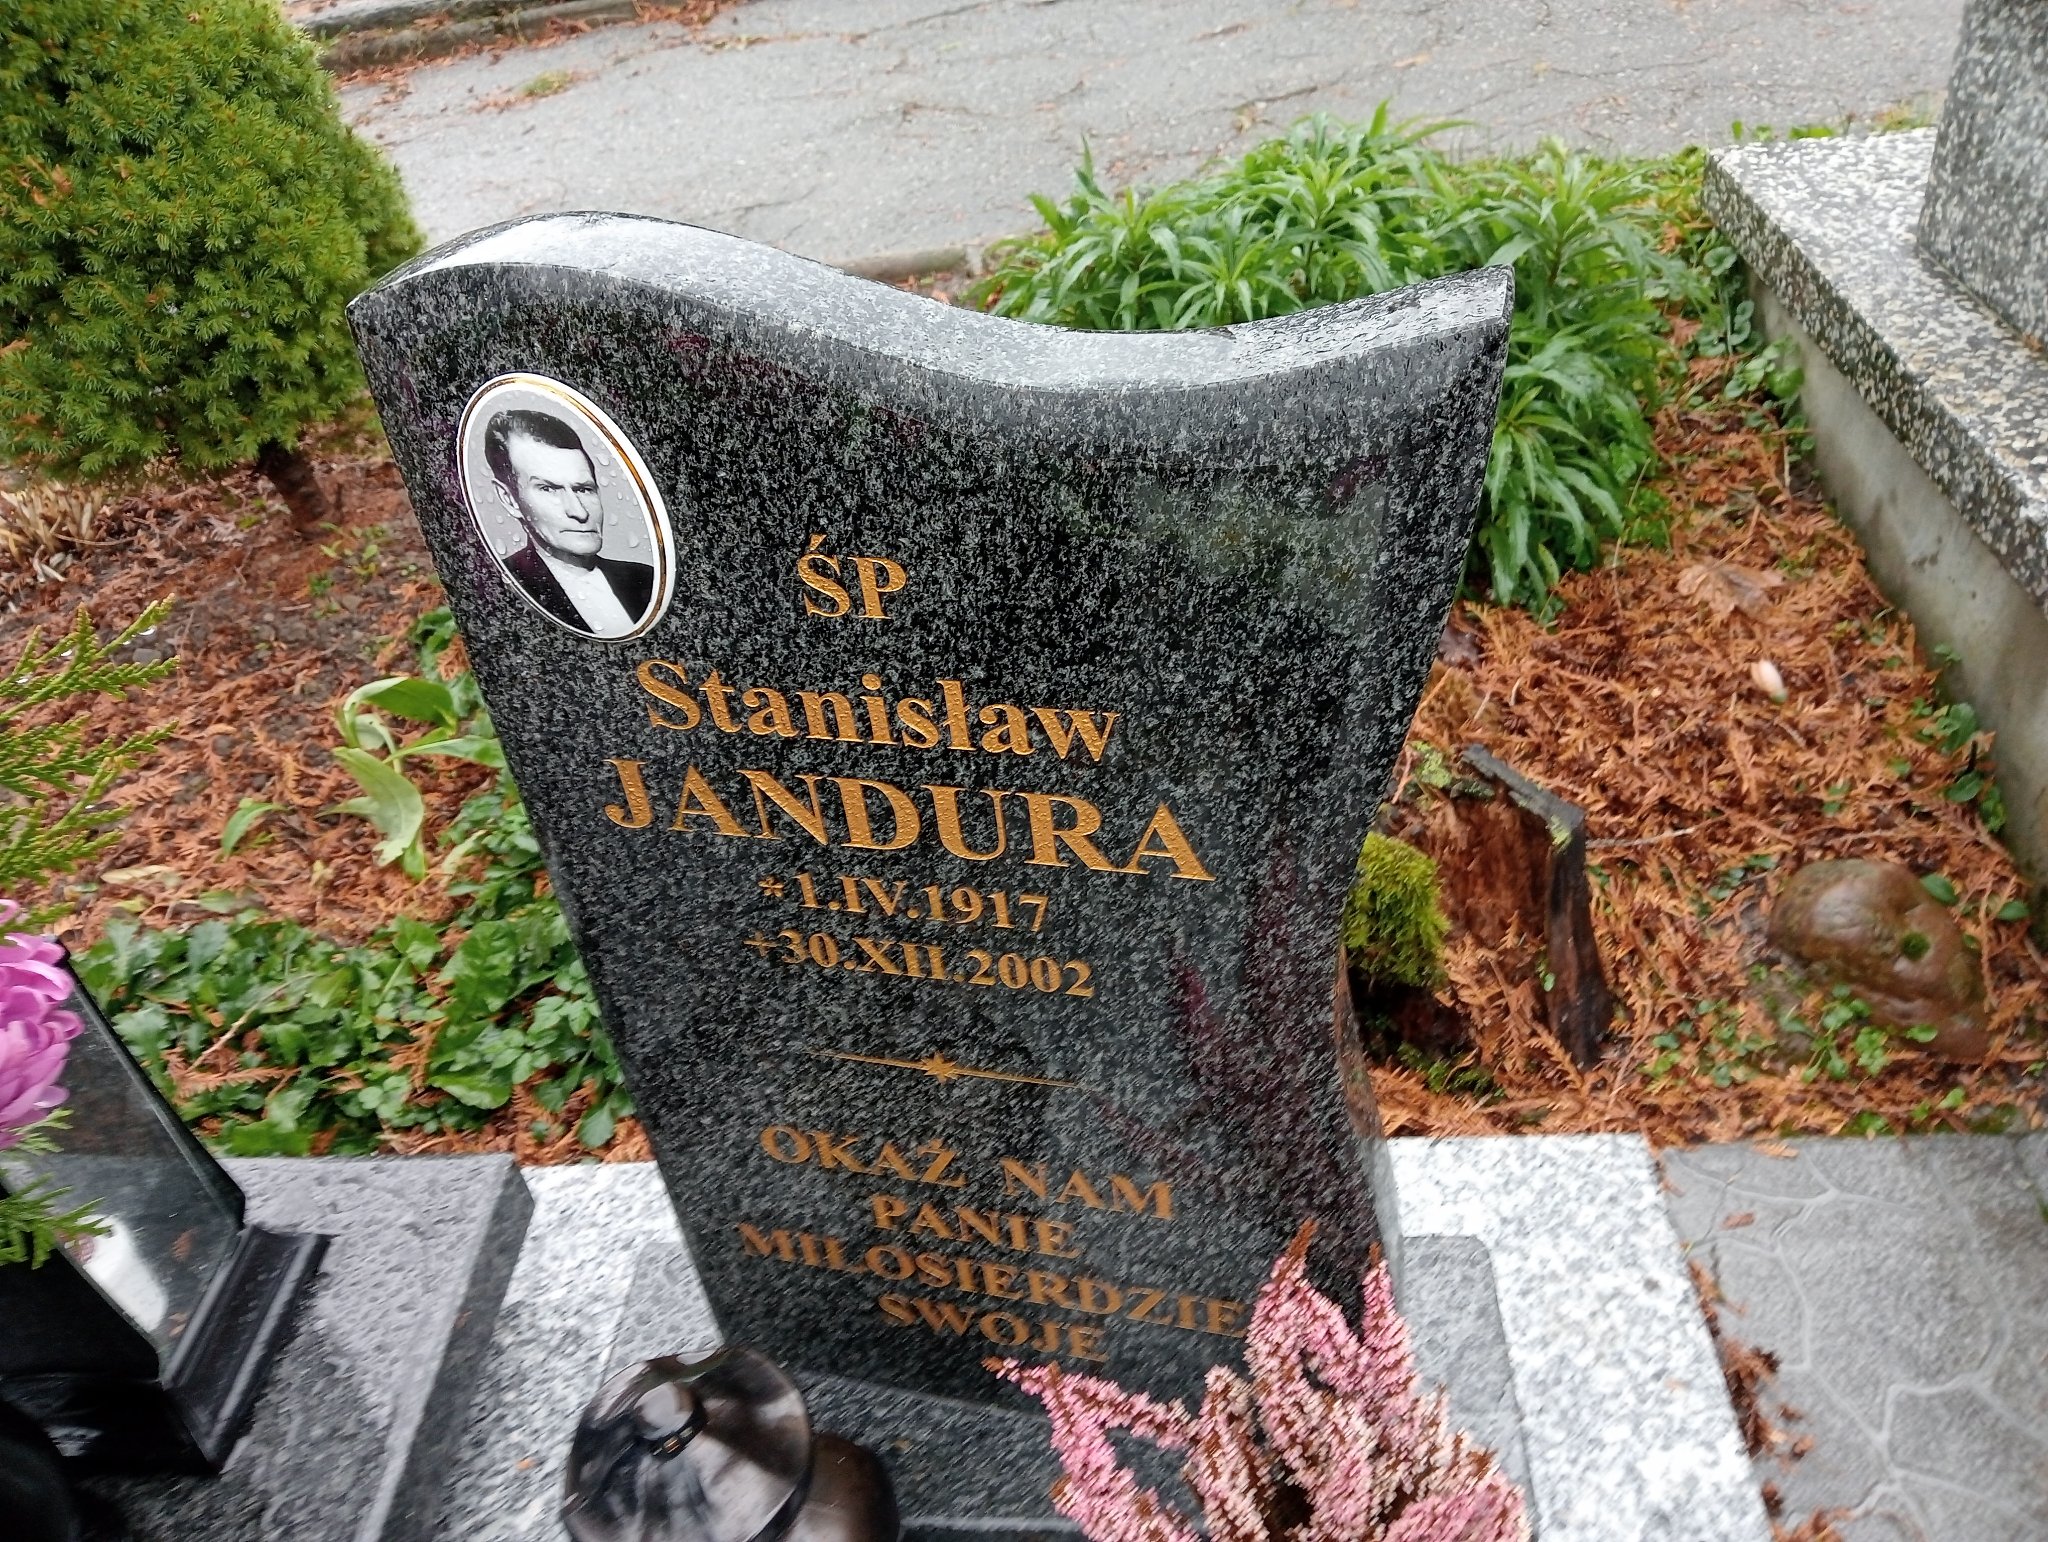 ŚP
Stanisław
JANDURA
*1.IV.1917
+30.XII.2002
OKAŻ NAM
PANIE
MIŁOSIERDZIE
SWOJE